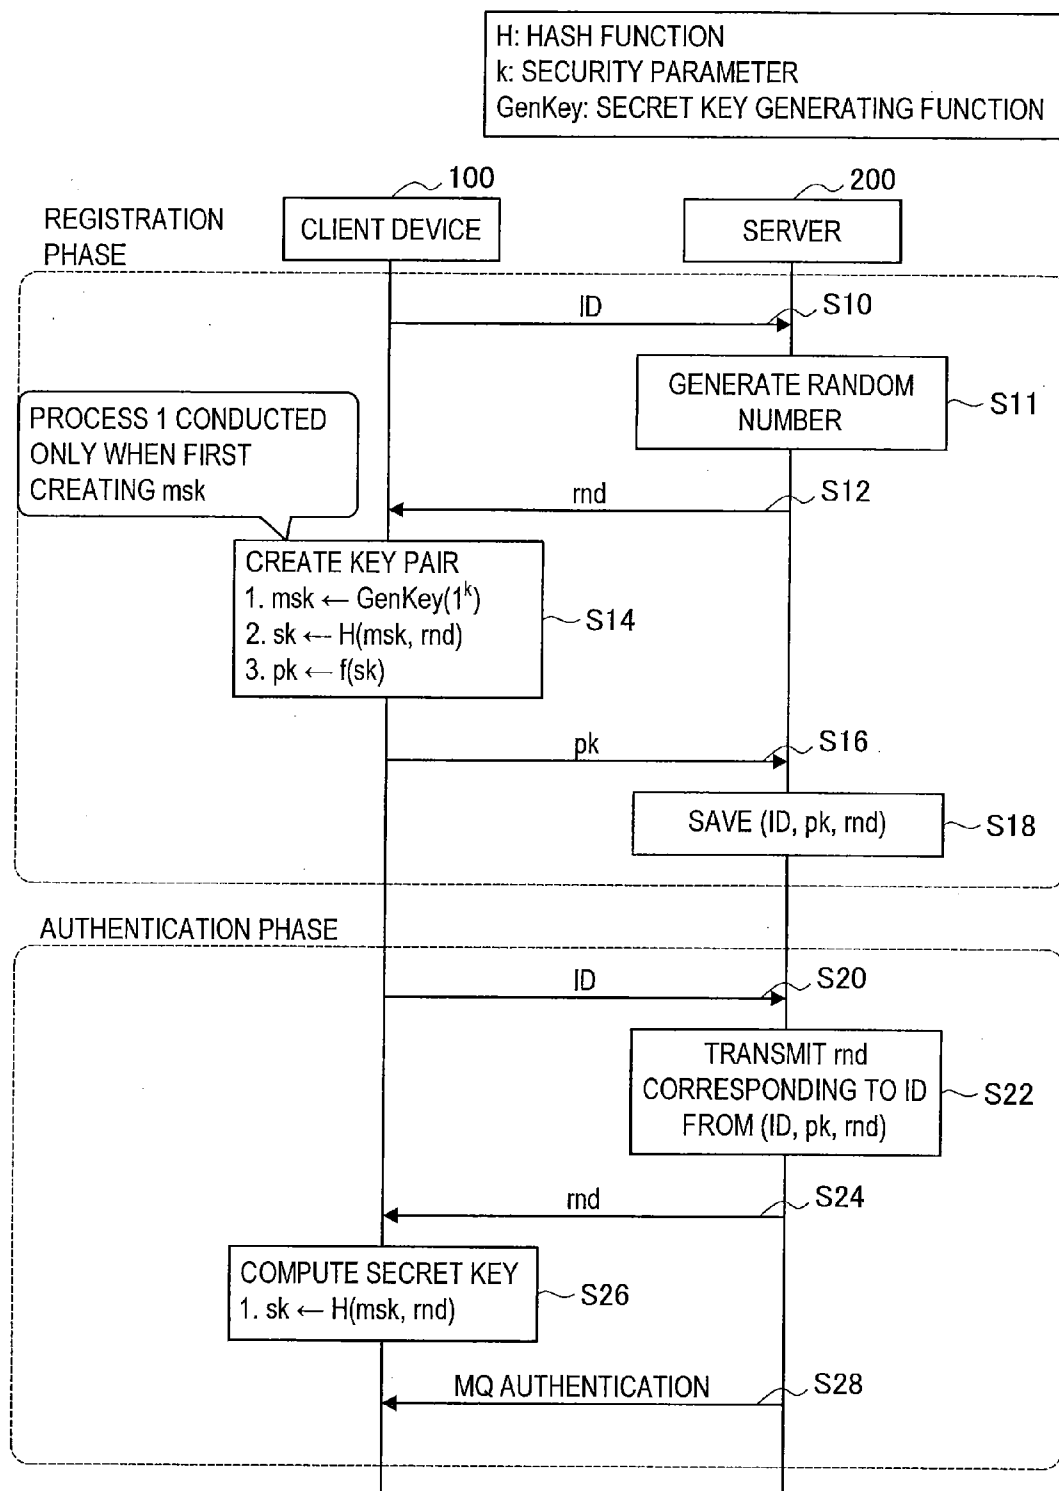 H: HASH FUNCTION
k: SECURITY PARAMETER
GenKey: SECRET KEY GENERATING FUNCTION
100
200
REGISTRATION
PHASE
CLIENT DEVICE
SERVER
ID
S10
GENERATE RANDOM
NUMBER
S11
PROCESS 1 CONDUCTED
ONLY WHEN FIRST
CREATING msk
rnd
S12
CREATE KEY PAIR
1. msk ← GenKey(1^k)
2. sk ← H(msk, rnd)
3. pk ← f(sk)
S14
pk
S16
SAVE (ID, pk, rnd)
S18
AUTHENTICATION PHASE
ID
S20
TRANSMIT rnd
CORRESPONDING TO ID
FROM (ID, pk, rnd)
S22
rnd
S24
COMPUTE SECRET KEY
1. sk ← H(msk, rnd)
S26
MQ AUTHENTICATION
S28